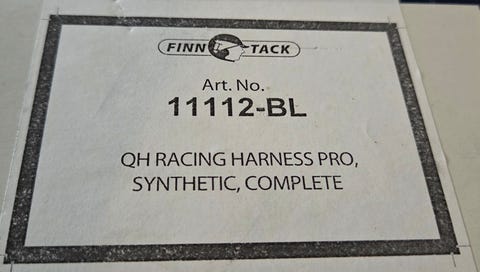 FINN TACK
Art. No.
11112-BL
QH RACING HARNESS PRO,
SYNTHETIC, COMPLETE